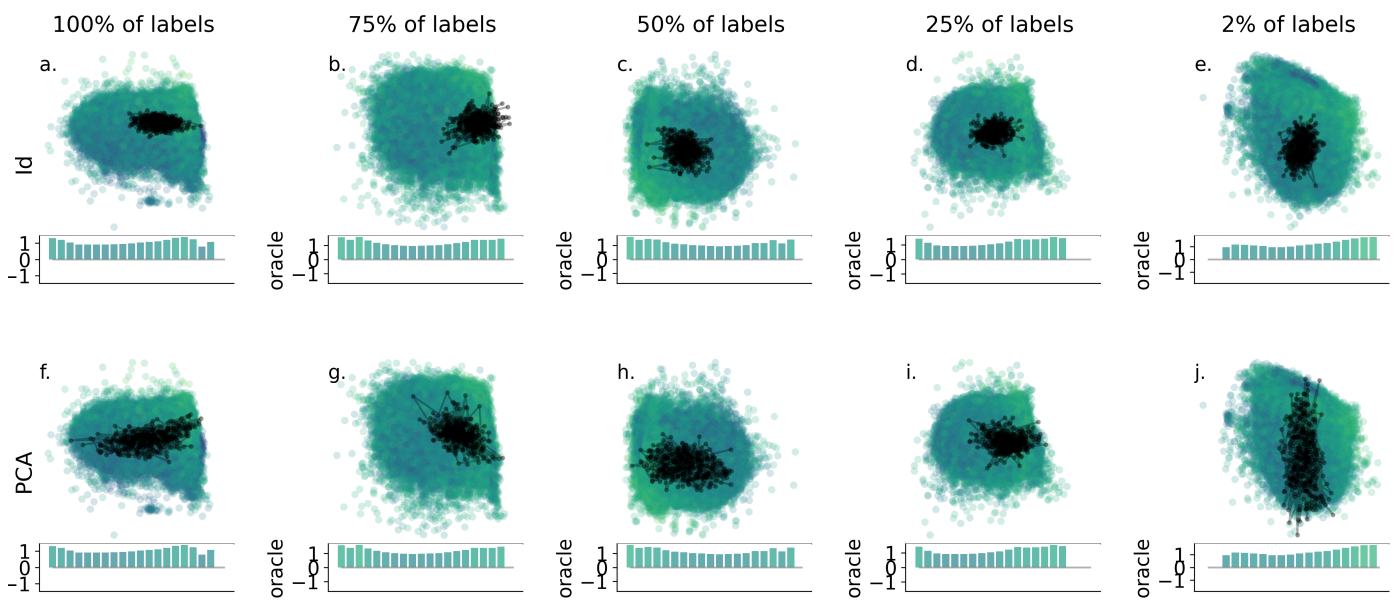 100% of labels 75% of labels 50% of labels 25% of labels 2% of labels
a. b. c. d. e.
Id
1 oracle 1 oracle 1 oracle 1 oracle 1
0 0 0 0 0
−1 −1 −1 −1 −1
f. g. h. i. j.
PCA
1 oracle 1 oracle 1 oracle 1 oracle 1
0 0 0 0 0
−1 −1 −1 −1 −1